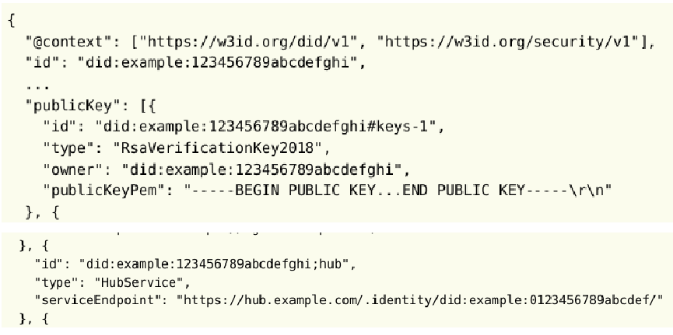 {
"@context": ["https://w3id.org/did/v1", "https://w3id.org/security/v1"],
"id": "did:example:123456789abcdefghi",
...
"publicKey": [{
"id": "did:example:123456789abcdefghi#keys-1",
"type": "RsaVerificationKey2018",
"owner": "did:example:123456789abcdefghi",
"publicKeyPem": "-----BEGIN PUBLIC KEY...END PUBLIC KEY-----\r\n"
}, {
}, {
"id": "did:example:123456789abcdefghi;hub",
"type": "HubService",
"serviceEndpoint": "https://hub.example.com/.identity/did:example:0123456789abcdef/"
}, {